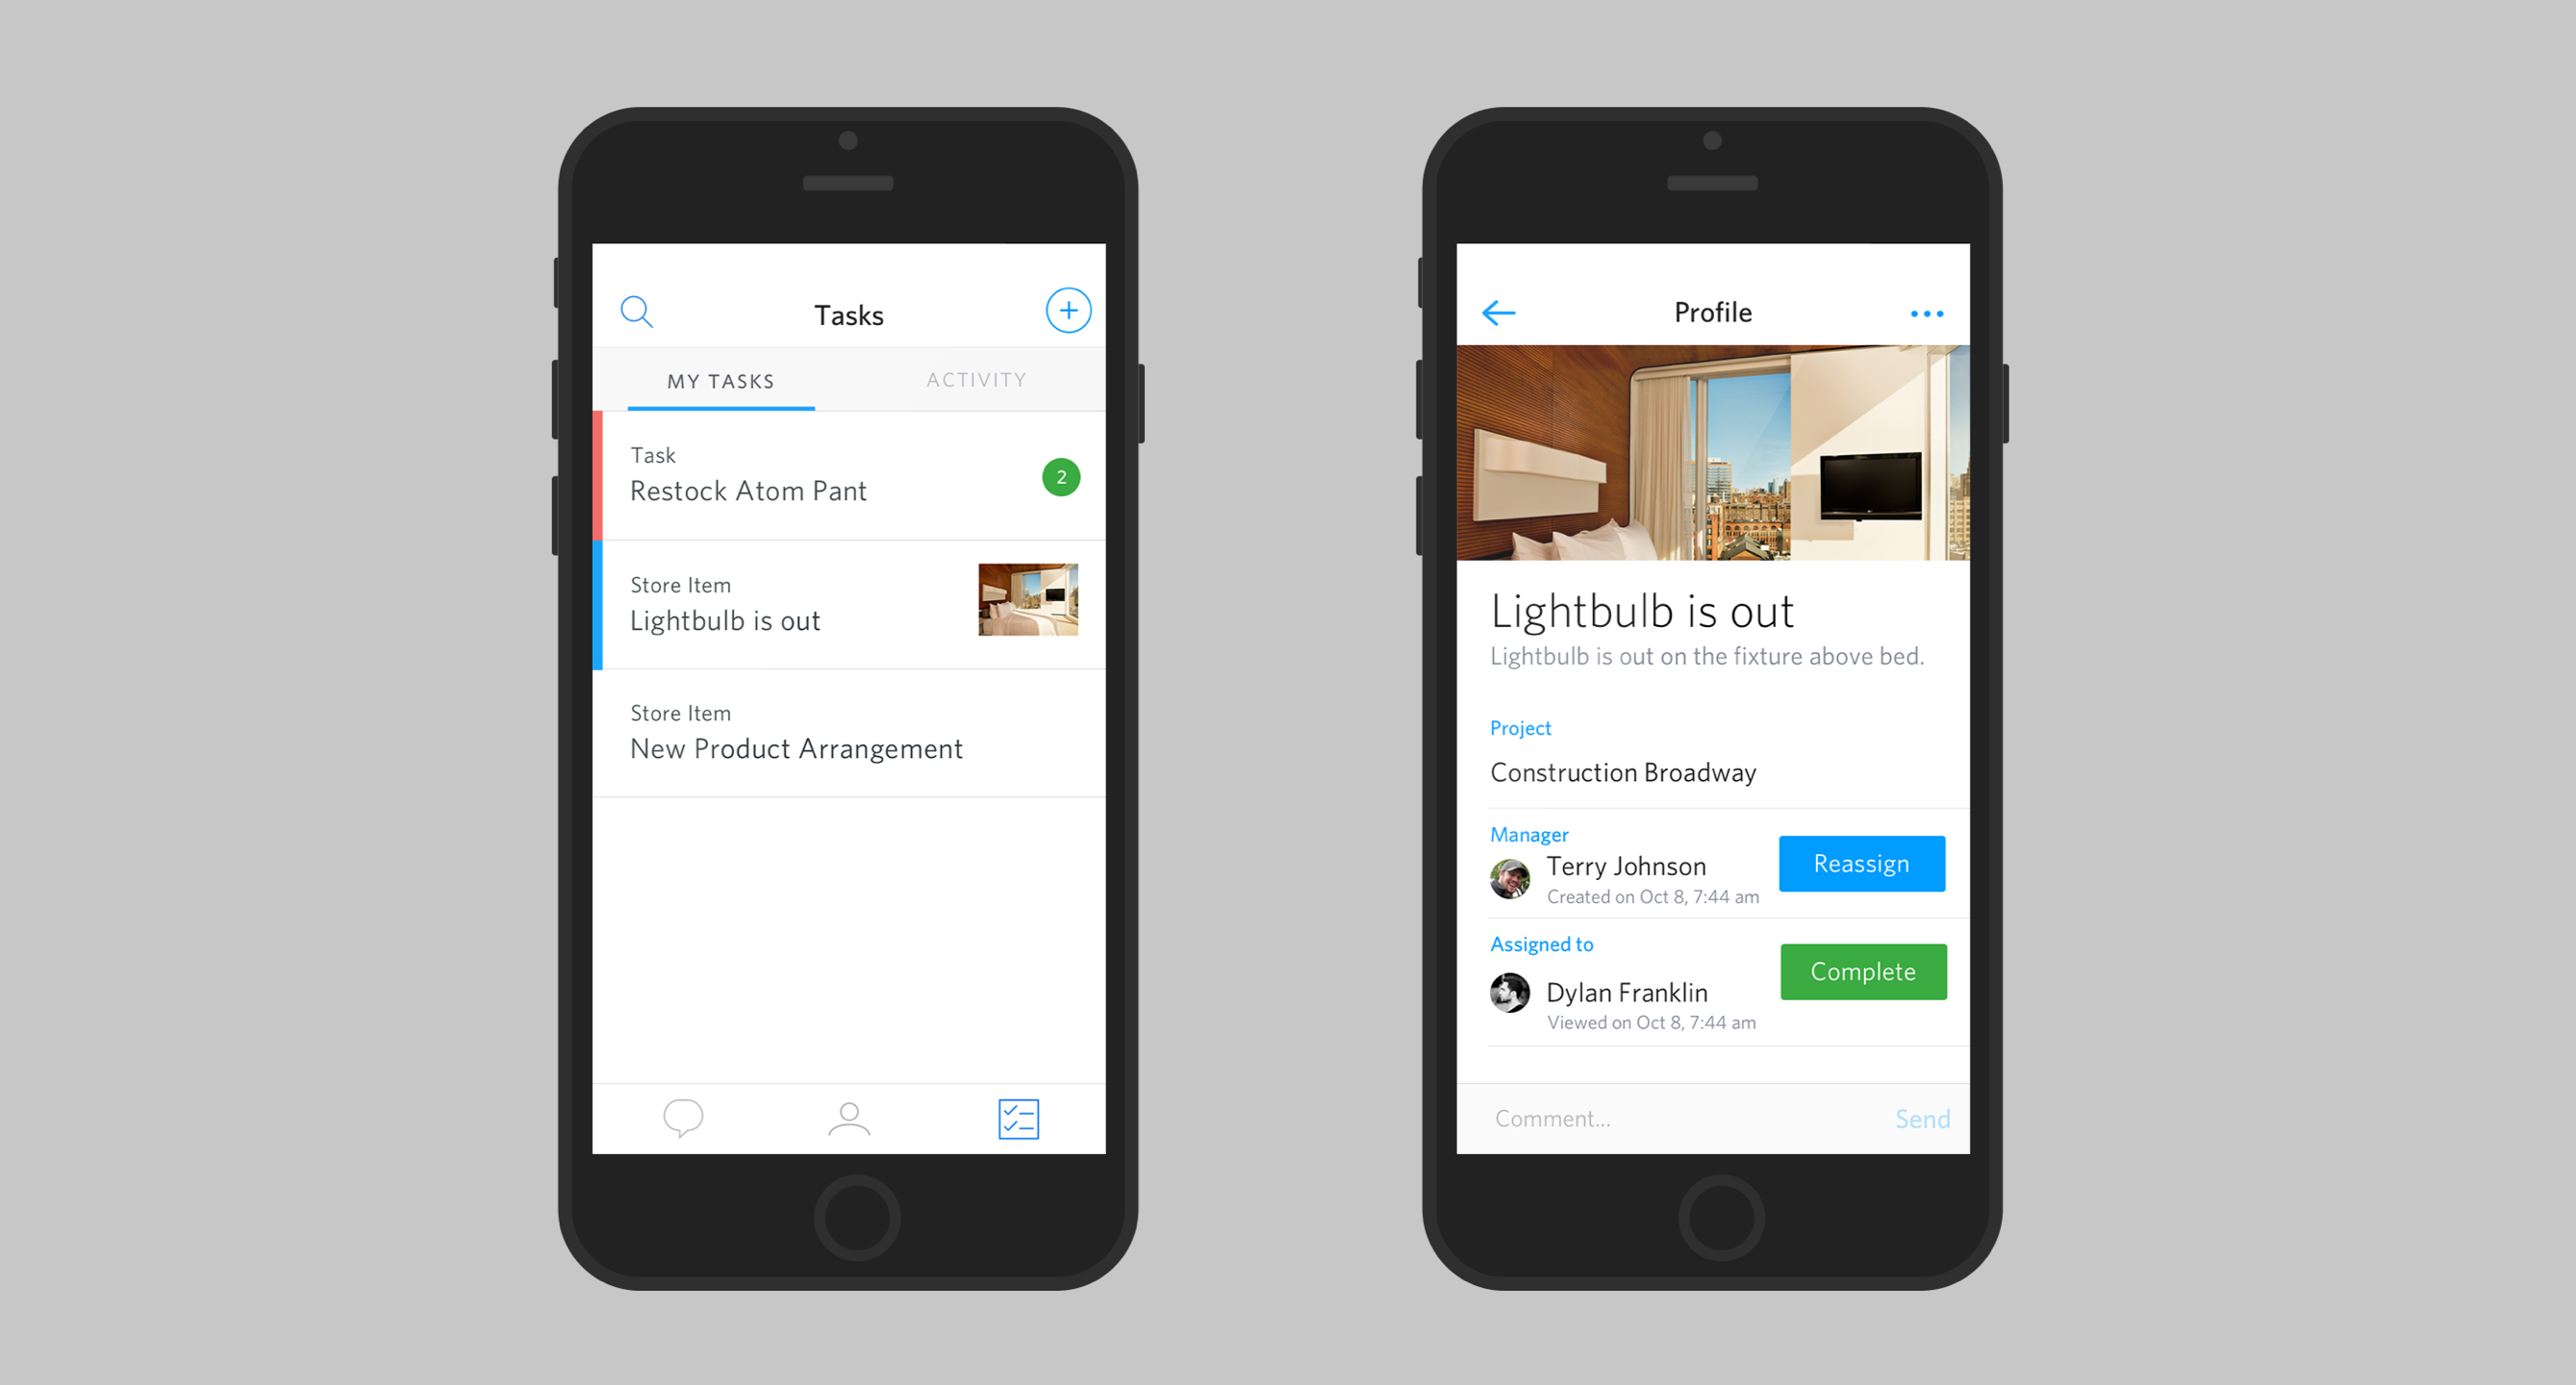 Tasks
MY TASKS
ACTIVITY
Task
Restock Atom Pant
2
Store Item
Lightbulb is out
Store Item
New Product Arrangement
Profile
Lightbulb is out
Lightbulb is out on the fixture above bed.
Project
Construction Broadway
Manager
Terry Johnson
Created on Oct 8, 7:44 am
Reassign
Assigned to
Dylan Franklin
Viewed on Oct 8, 7:44 am
Complete
Comment...
Send